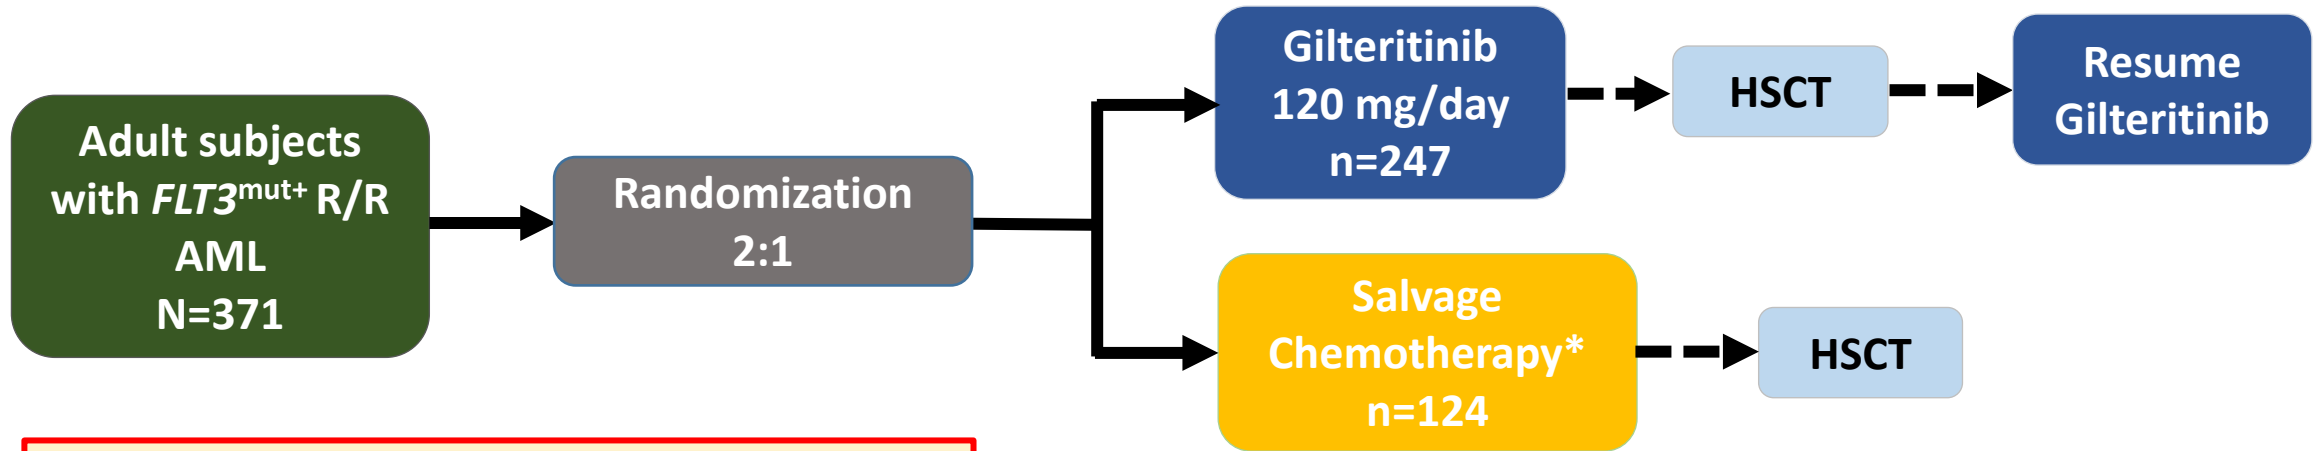 Adult subjects
with FLT3mut+ R/R
AML
N=371
Randomization
2:1
Gilteritinib
120 mg/day
n=247
HSCT
Resume
Gilteritinib
Salvage
Chemotherapy*
n=124
HSCT